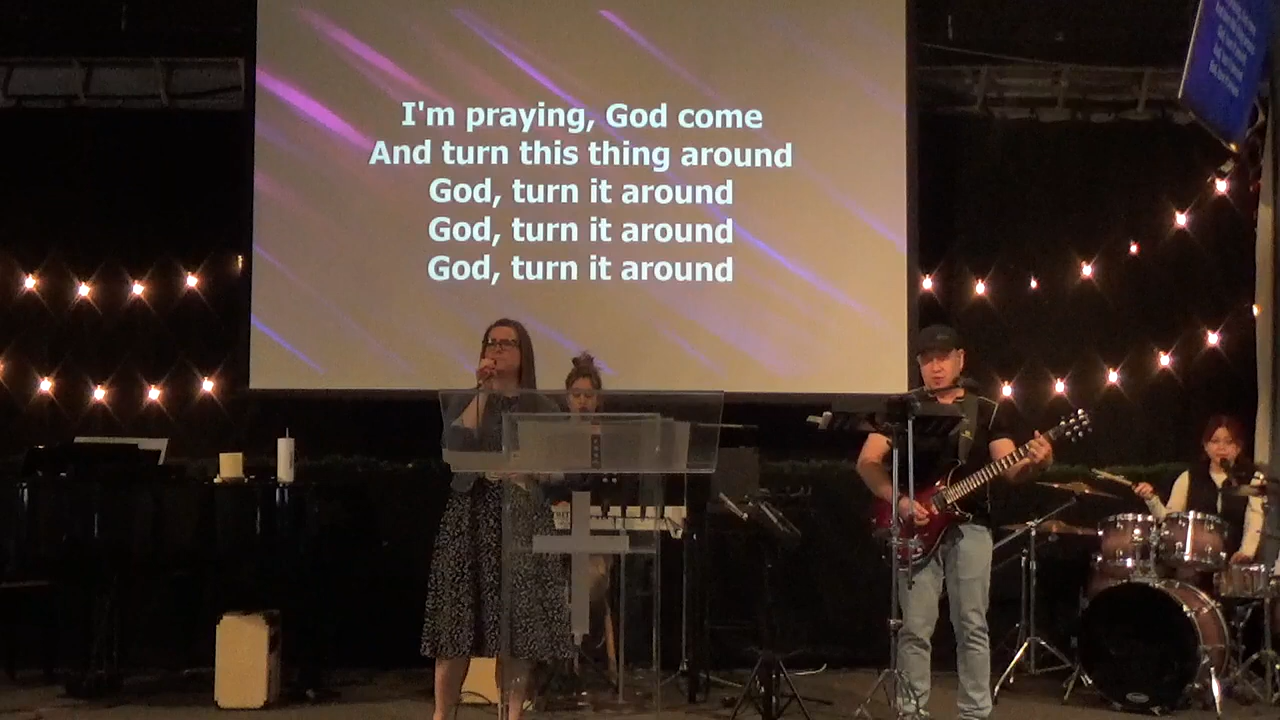 I'm praying, God come
And turn this thing around
God, turn it around
God, turn it around
God, turn it around